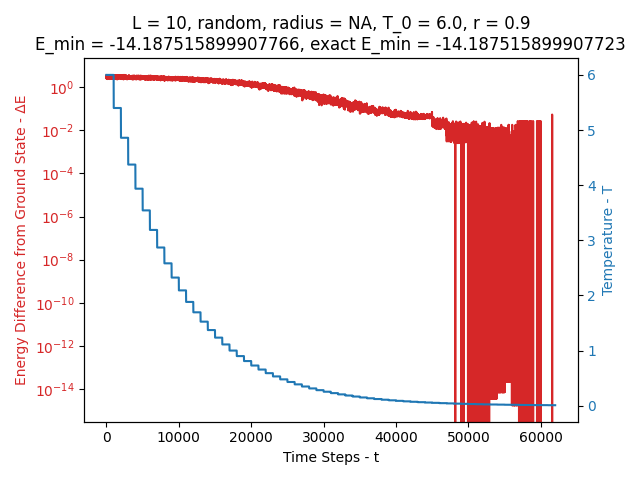 L = 10, random, radius = NA, T_0 = 6.0, r = 0.9
E_min = -14.187515899907766, exact E_min = -14.187515899907723
Energy Difference from Ground State - ΔE
10^0
10^-2
10^-4
10^-6
10^-8
10^-10
10^-12
10^-14
6
5
4
3
2
1
0
Temperature - T
0 10000 20000 30000 40000 50000 60000
Time Steps - t